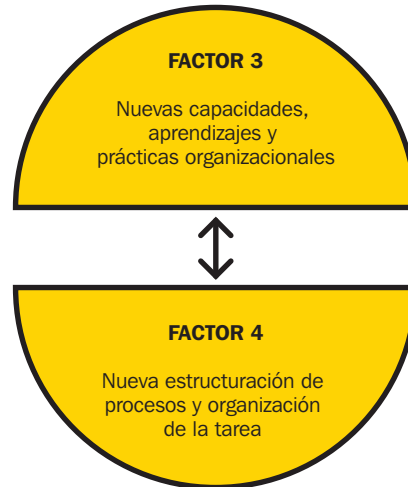 FACTOR 3
Nuevas capacidades,
aprendizajes y
prácticas organizacionales
FACTOR 4
Nueva estructuración de
procesos y organización
de la tarea